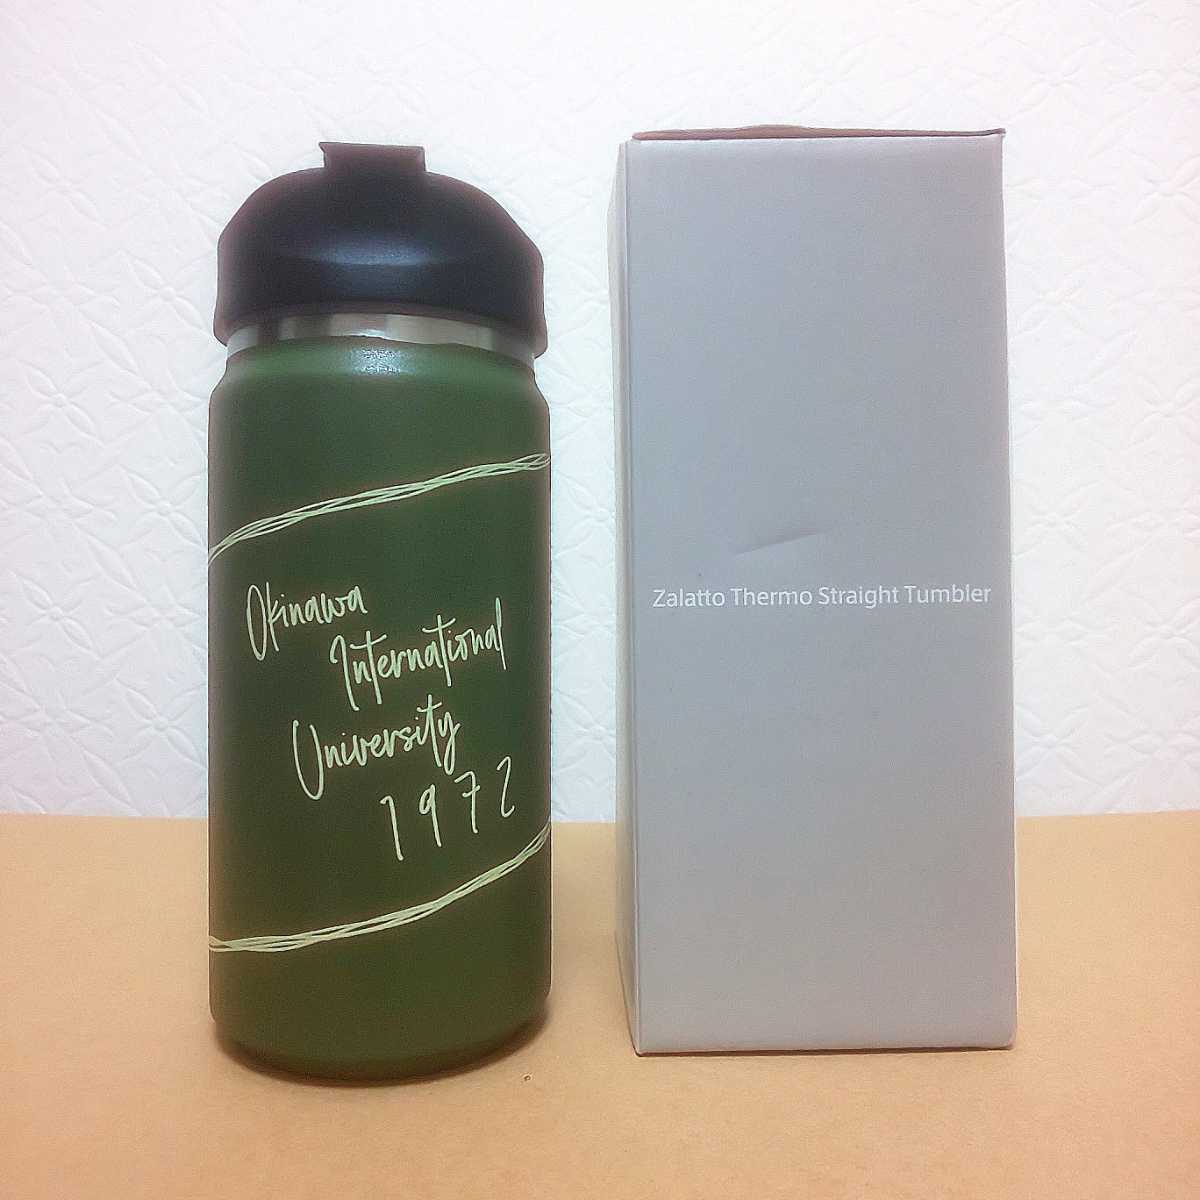 Okinawa
International
University
1972
Zalatto Thermo Straight Tumbler